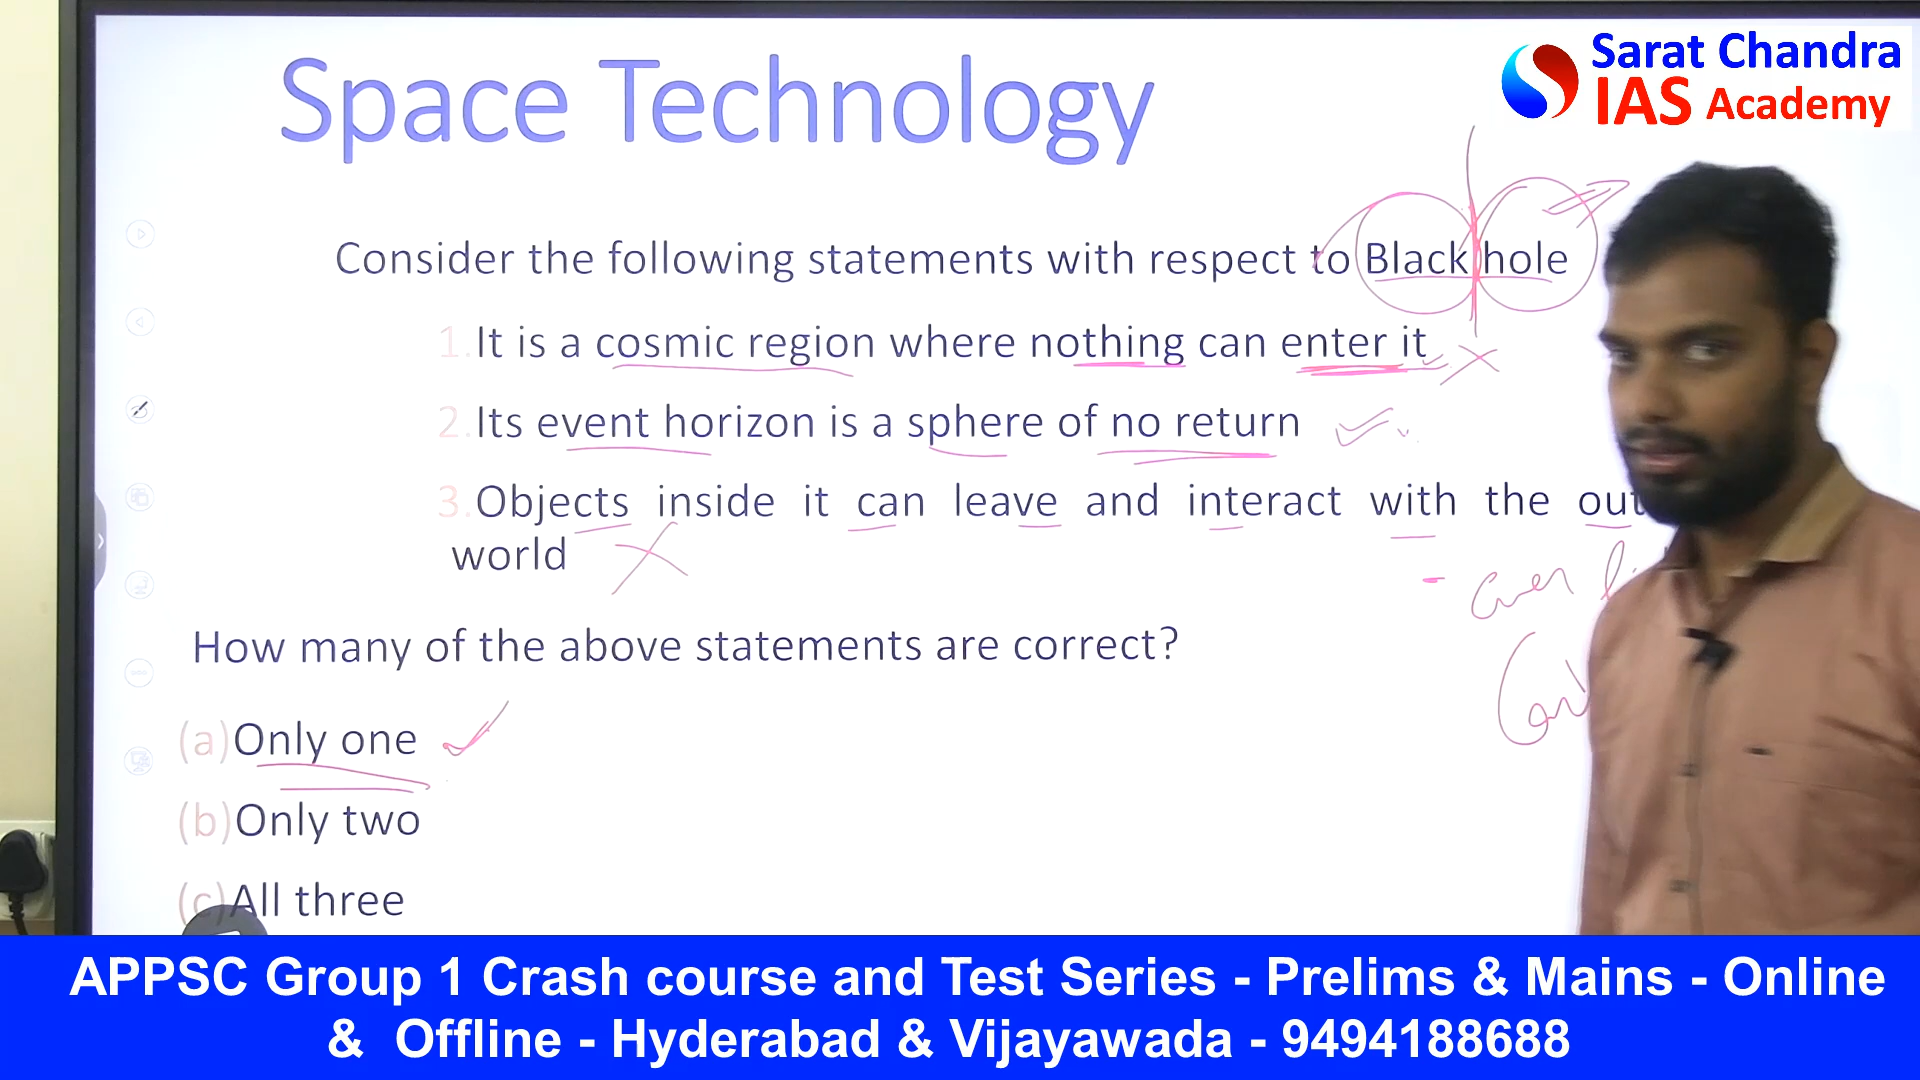 Space Technology
Sarat Chandra
IAS Academy
Consider the following statements with respect to Black hole
1. It is a cosmic region where nothing can enter it
2. Its event horizon is a sphere of no return
3. Objects inside it can leave and interact with the
world
How many of the above statements are correct?
(a) Only one
(b) Only two
(c) All three
APPSC Group 1 Crash course and Test Series - Prelims & Mains - Online
& Offline - Hyderabad & Vijayawada - 9494188688